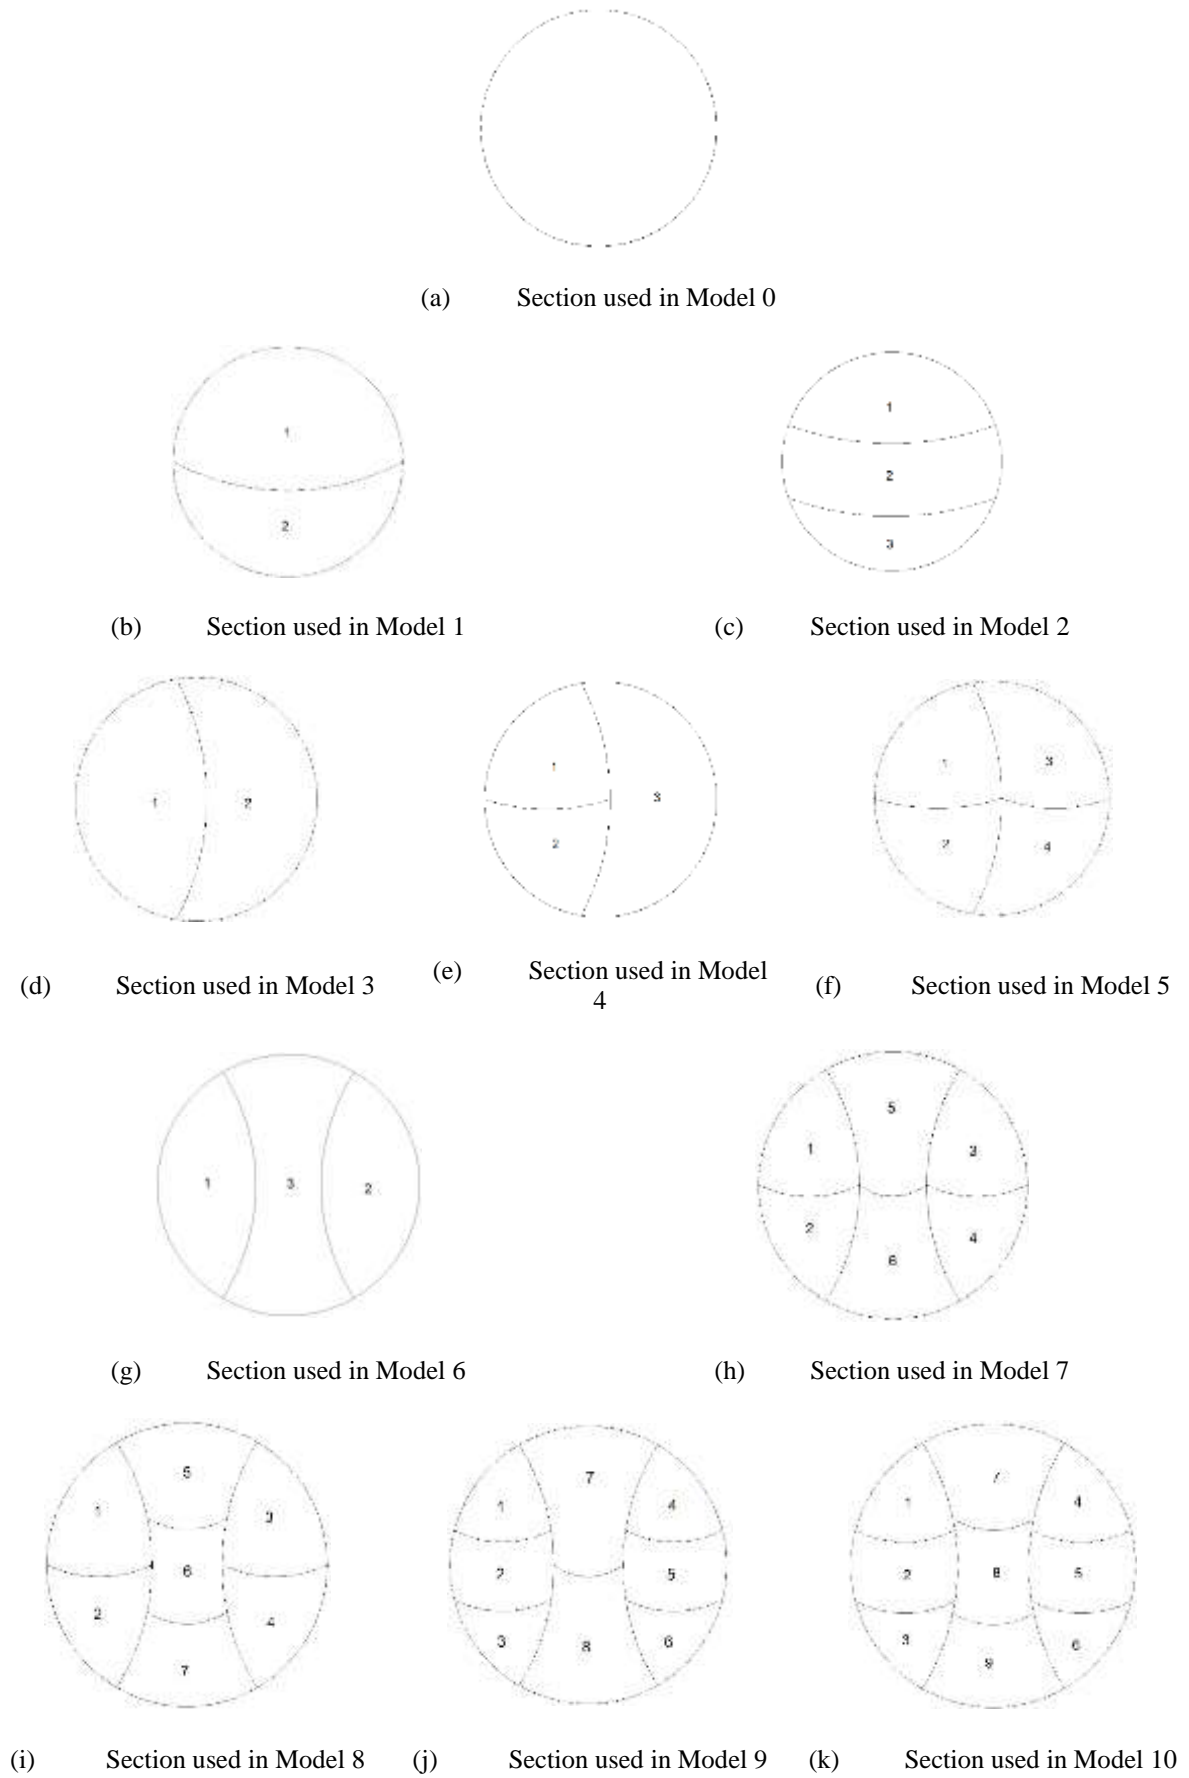 (a) Section used in Model 0
1
2
1
2
3
(b) Section used in Model 1 (c) Section used in Model 2
1 2
1
2
3
1 3
2 4
(d) Section used in Model 3 (e) Section used in Model
4
(f) Section used in Model 5
1 3 2
5
1 3
2 4
6
(g) Section used in Model 6 (h) Section used in Model 7
5
1 3
6
2 4
7
7
1 4
2 5
3 8 6
7
1 4
2 8 5
3 9 6
(i) Section used in Model 8 (j) Section used in Model 9 (k) Section used in Model 10